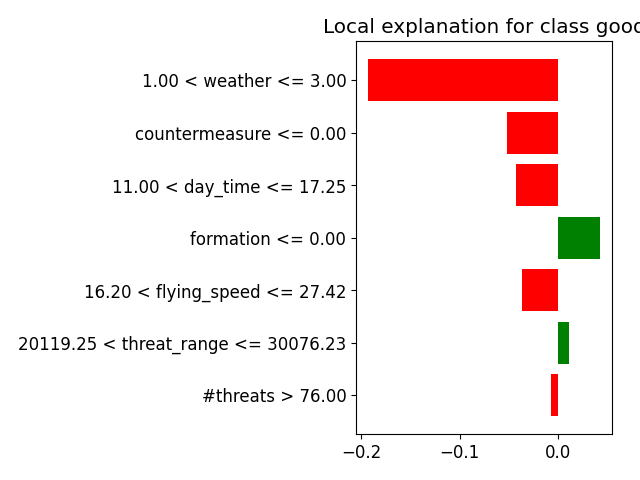 Local explanation for class good
1.00 < weather <= 3.00
countermeasure <= 0.00
11.00 < day_time <= 17.25
formation <= 0.00
16.20 < flying_speed <= 27.42
20119.25 < threat_range <= 30076.23
#threats > 76.00
−0.2 −0.1 0.0